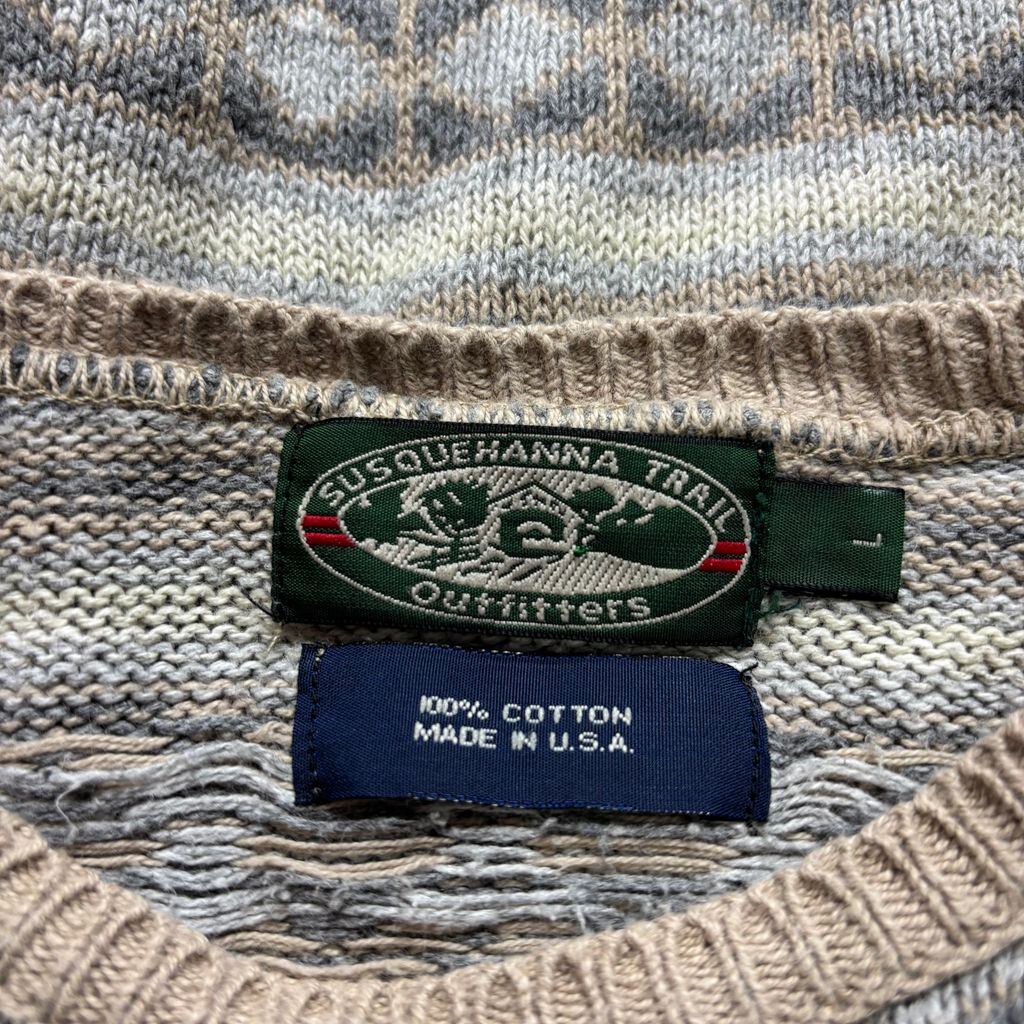 SUSQUEHANNA TRAIL
Outfitters
L
100% COTTON
MADE IN U.S.A.